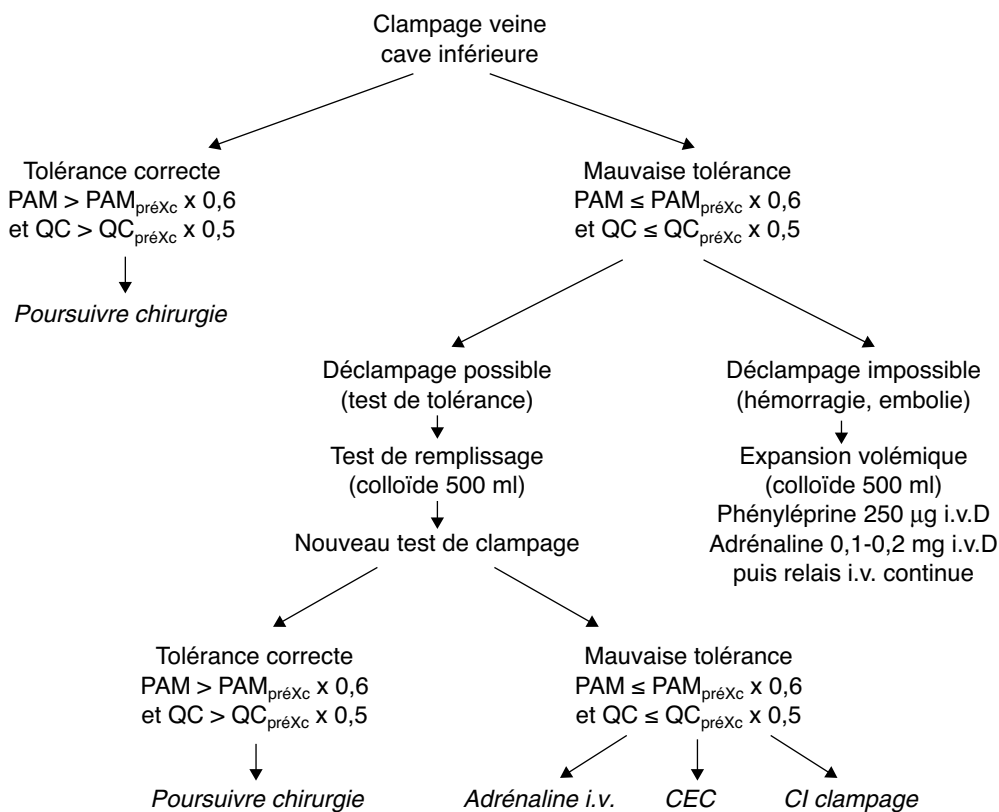 Clampage veine
cave inférieure
Tolérance correcte
PAM > PAMpréXc x 0,6
et QC > QCpréXc x 0,5
Poursuivre chirurgie
Mauvaise tolérance
PAM ≤ PAMpréXc x 0,6
et QC ≤ QCpréXc x 0,5
Déclampage possible
(test de tolérance)
Test de remplissage
(colloïde 500 ml)
Nouveau test de clampage
Déclampage impossible
(hémorragie, embolie)
Expansion volémique
(colloïde 500 ml)
Phényléprine 250 μg i.v.D
Adrénaline 0,1-0,2 mg i.v.D
puis relais i.v. continue
Tolérance correcte
PAM > PAMpréXc x 0,6
et QC > QCpréXc x 0,5
Poursuivre chirurgie
Mauvaise tolérance
PAM ≤ PAMpréXc x 0,6
et QC ≤ QCpréXc x 0,5
Adrénaline i.v. CEC CI clampage